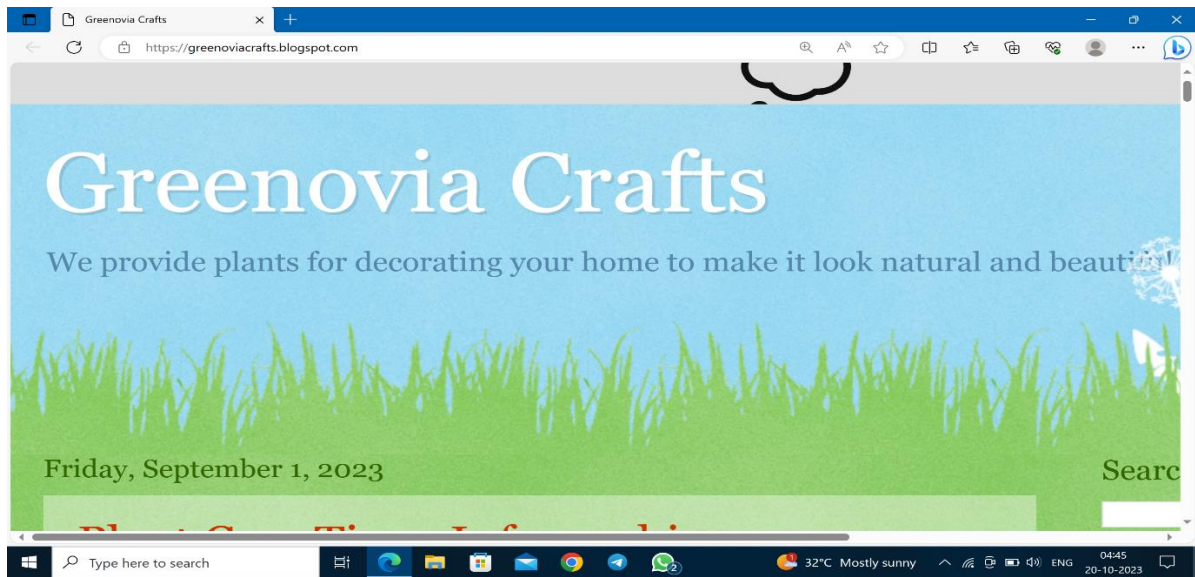 Greenovia Crafts
https://greenoviacrafts.blogspot.com
Greenovia Crafts
We provide plants for decorating your home to make it look natural and beautiful
Friday, September 1, 2023
Searc
Type here to search
2
32°C Mostly sunny
ENG
04:45
20-10-2023